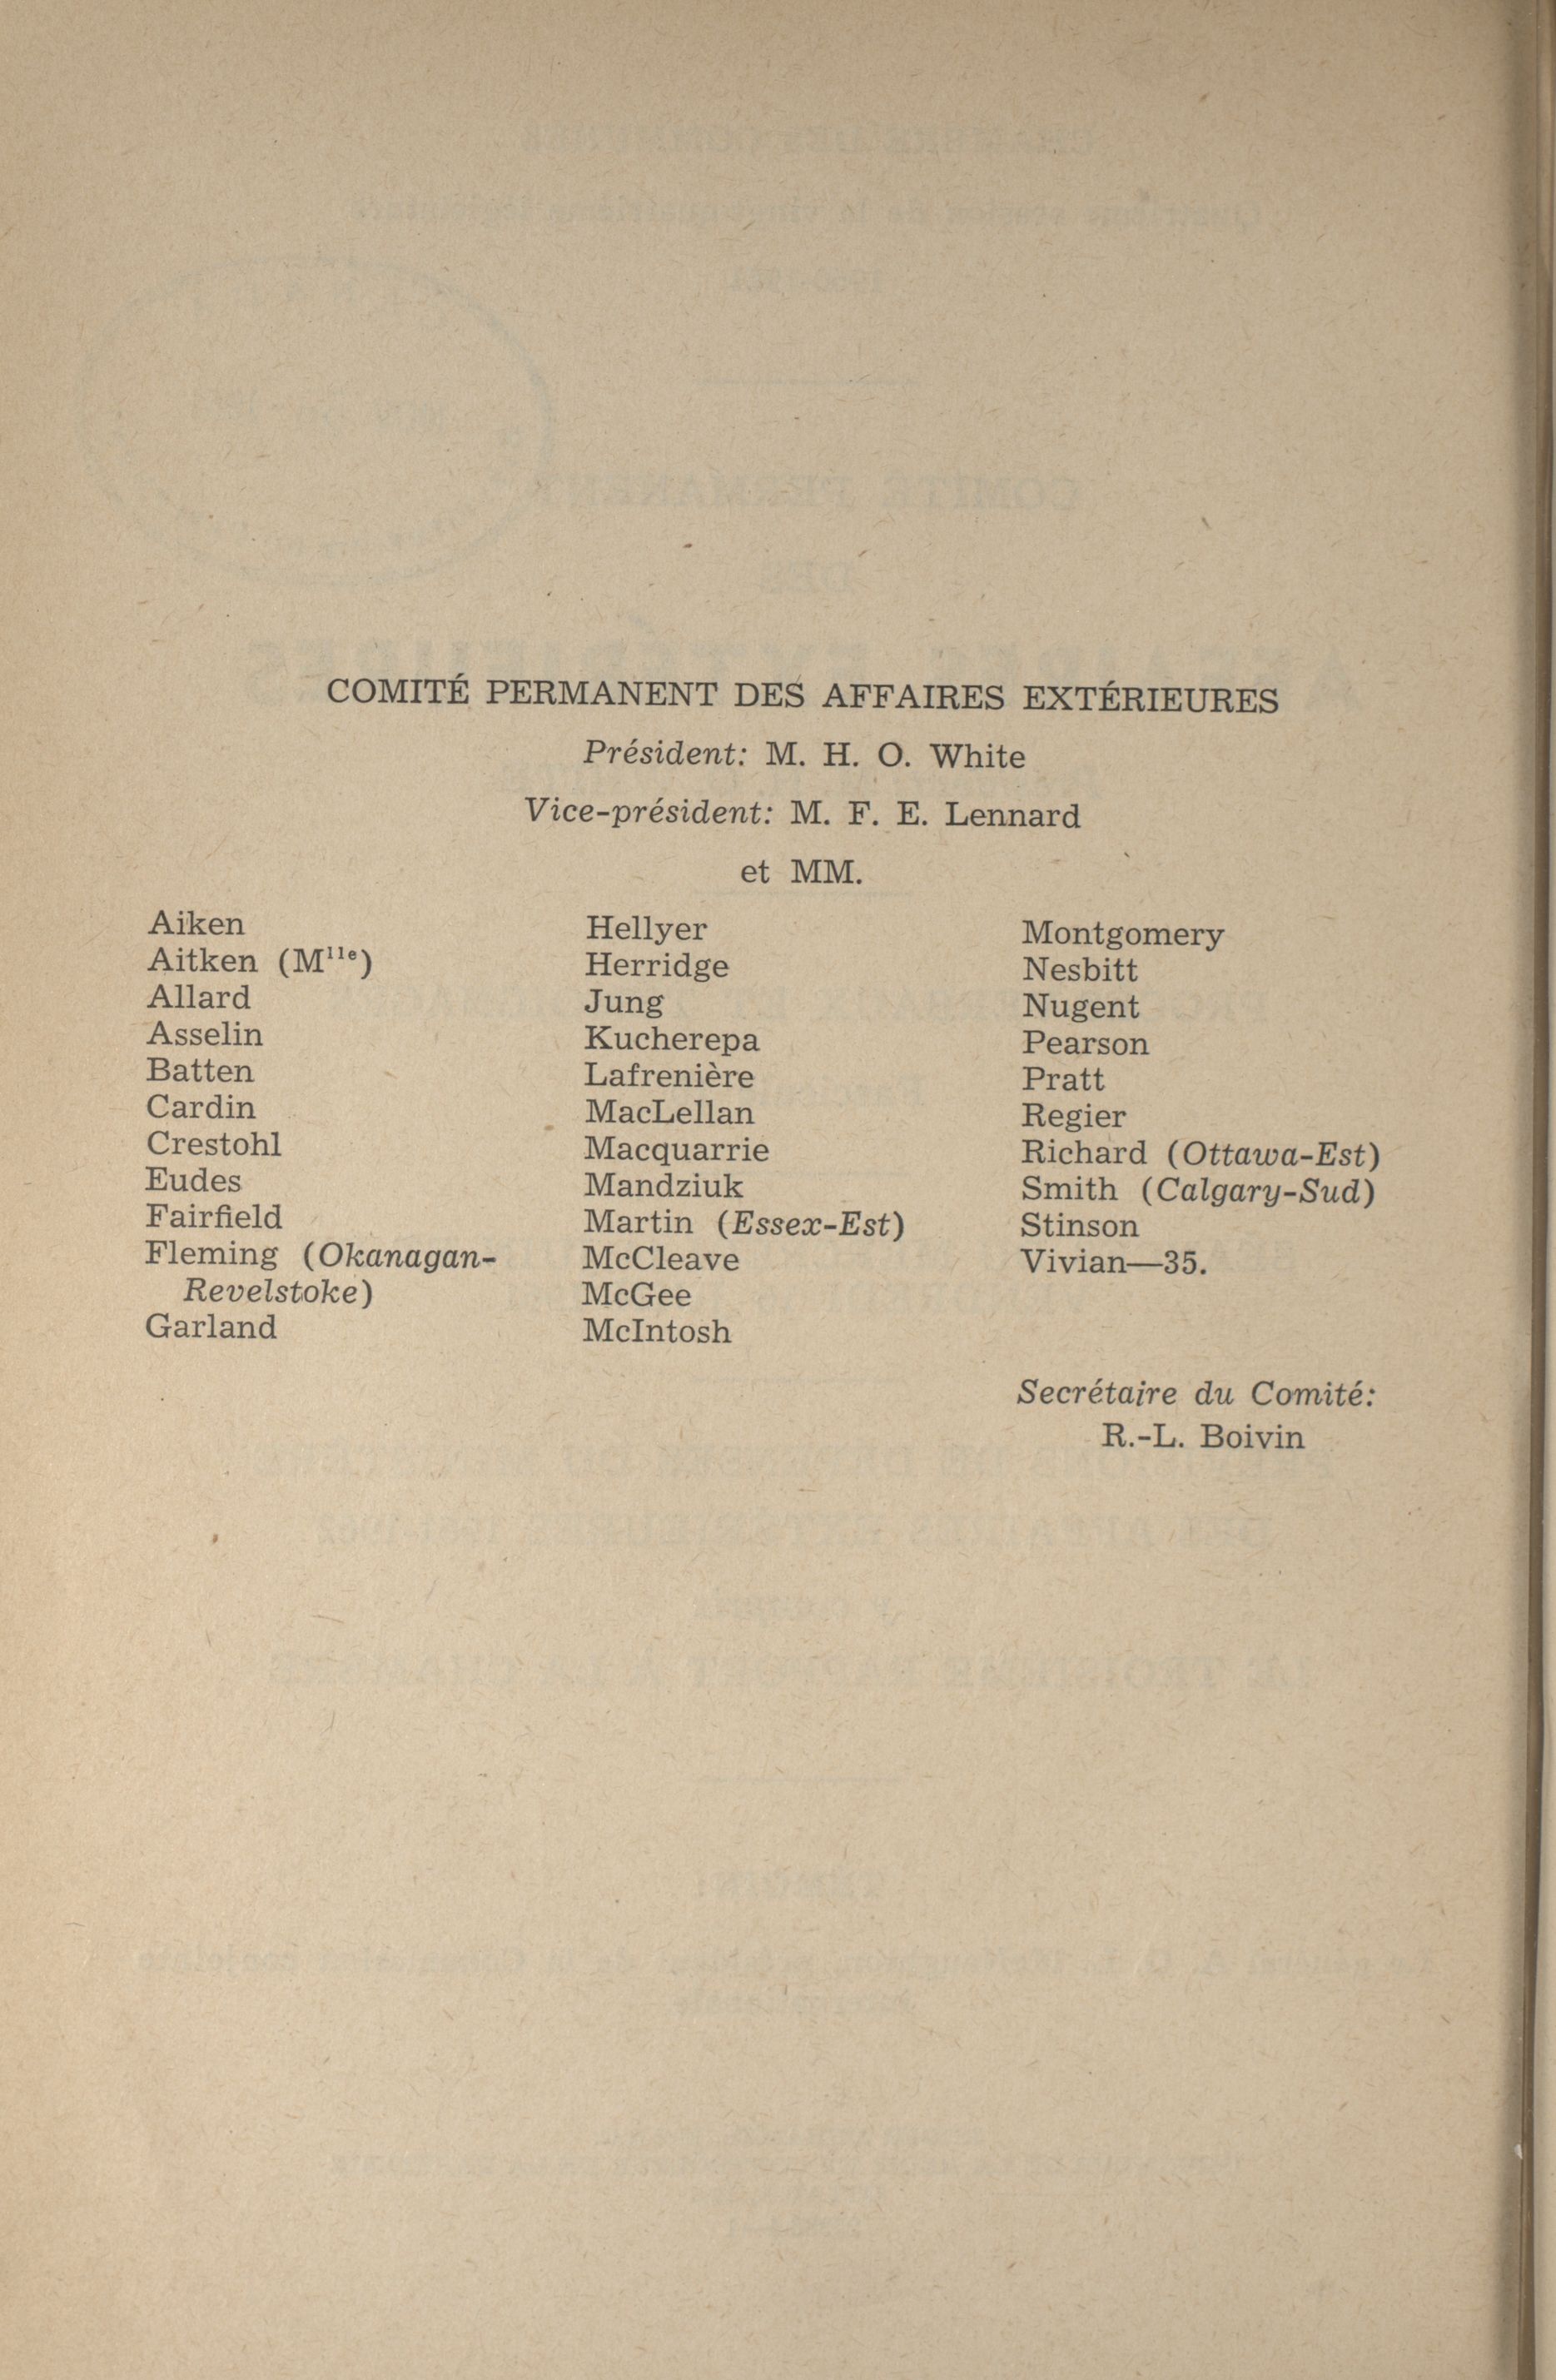 COMITÉ PERMANENT DES AFFAIRES EXTÉRIEURES
Président: M. H. O. White
Vice-président: M. F. E. Lennard
et MM.
Aiken
Aitken (Mlle)
Allard
Asselin
Batten
Cardin
Crestohl
Eudes
Fairfield
Fleming (Okanagan-
Revelstoke)
Garland
Hellyer
Herridge
Jung
Kucherepa
Lafrenière
MacLellan
Macquarrie
Mandziuk
Martin (Essex-Est)
McCleave
McGee
McIntosh
Montgomery
Nesbitt
Nugent
Pearson
Pratt
Regier
Richard (Ottawa-Est)
Smith (Calgary-Sud)
Stinson
Vivian—35.
Secrétaire du Comité:
R.-L. Boivin